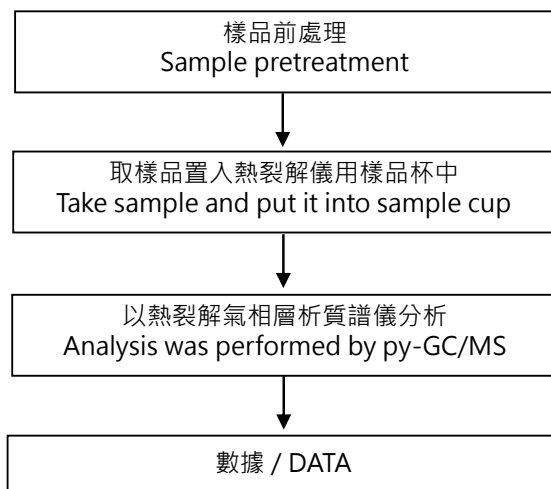 樣品前處理
Sample pretreatment
取樣品置入熱裂解儀用樣品杯中
Take sample and put it into sample cup
以熱裂解氣相層析質譜儀分析
Analysis was performed by py-GC/MS
數據 / DATA